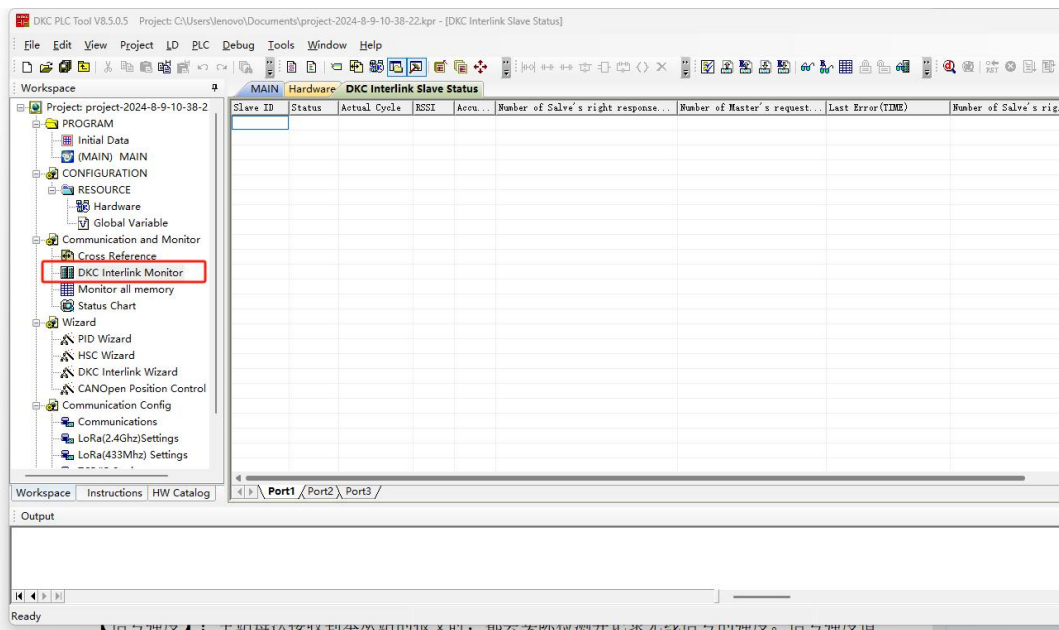 DKC PLC Tool V8.5.0.5 Project: C:\Users\lenovo\Documents\project-2024-8-9-10-38-22.kpr - [DKC Interlink Slave Status]
File Edit View Project LD PLC Debug Tools Window Help
Workspace
MAIN Hardware DKC Interlink Slave Status
Project: project-2024-8-9-10-38-2
Slave ID Status Actual Cycle RSSI Accu... Number of Salve's right response... Number of Master's request... Last Error(TIME) Number of Salve's rig
PROGRAM
Initial Data
(MAIN) MAIN
CONFIGURATION
RESOURCE
Hardware
Global Variable
Communication and Monitor
Cross Reference
DKC Interlink Monitor
Monitor all memory
Status Chart
Wizard
PID Wizard
HSC Wizard
DKC Interlink Wizard
CANOpen Position Control
Communication Config
Communications
LoRa(2.4Ghz)Settings
LoRa(433Mhz) Settings
Workspace Instructions HW Catalog
Port1 Port2 Port3
Output
Ready